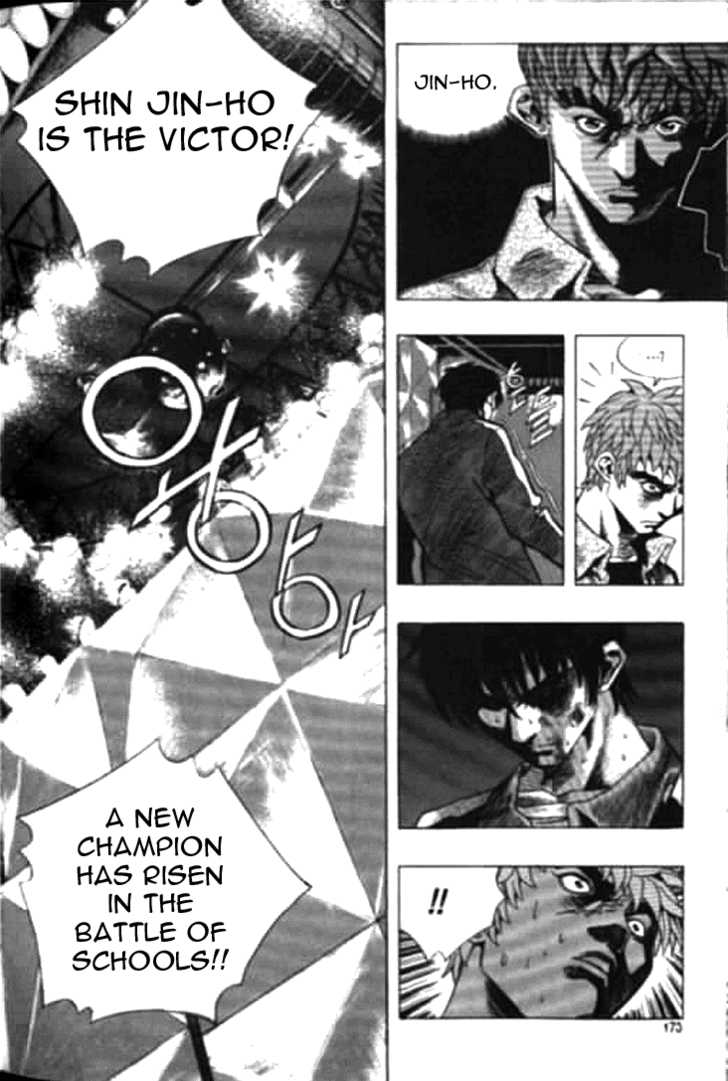 SHIN JIN-HO
IS THE VICTOR!
A NEW
CHAMPION
HAS RISEN
IN THE
BATTLE OF
SCHOOLS!!
JIN-HO.
...?
!!
173